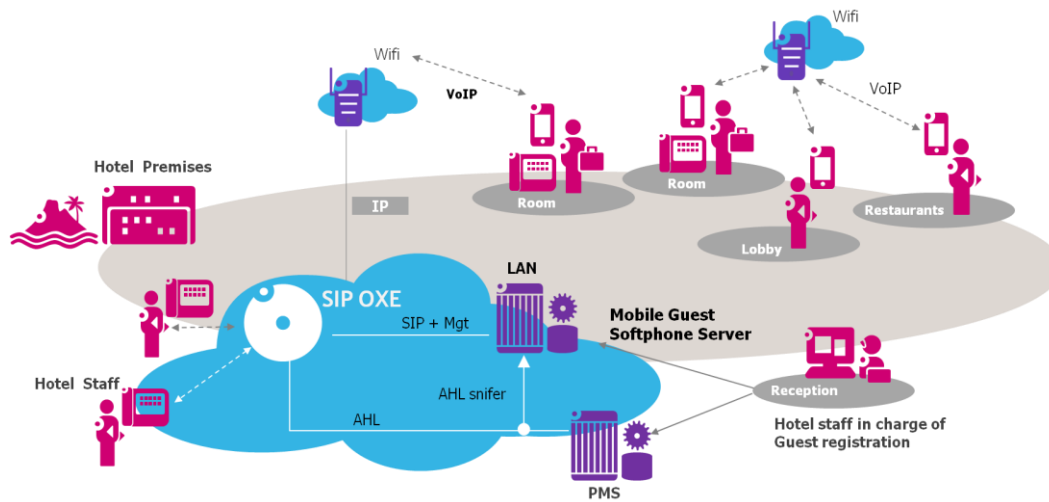 Wifi
Wifi
VoIP
VoIP
Hotel Premises
Room
Room
IP
Restaurants
Lobby
LAN
SIP OXE
SIP + Mgt
Mobile Guest
Softphone Server
Hotel Staff
AHL snifer
Reception
AHL
Hotel staff in charge of
Guest registration
PMS